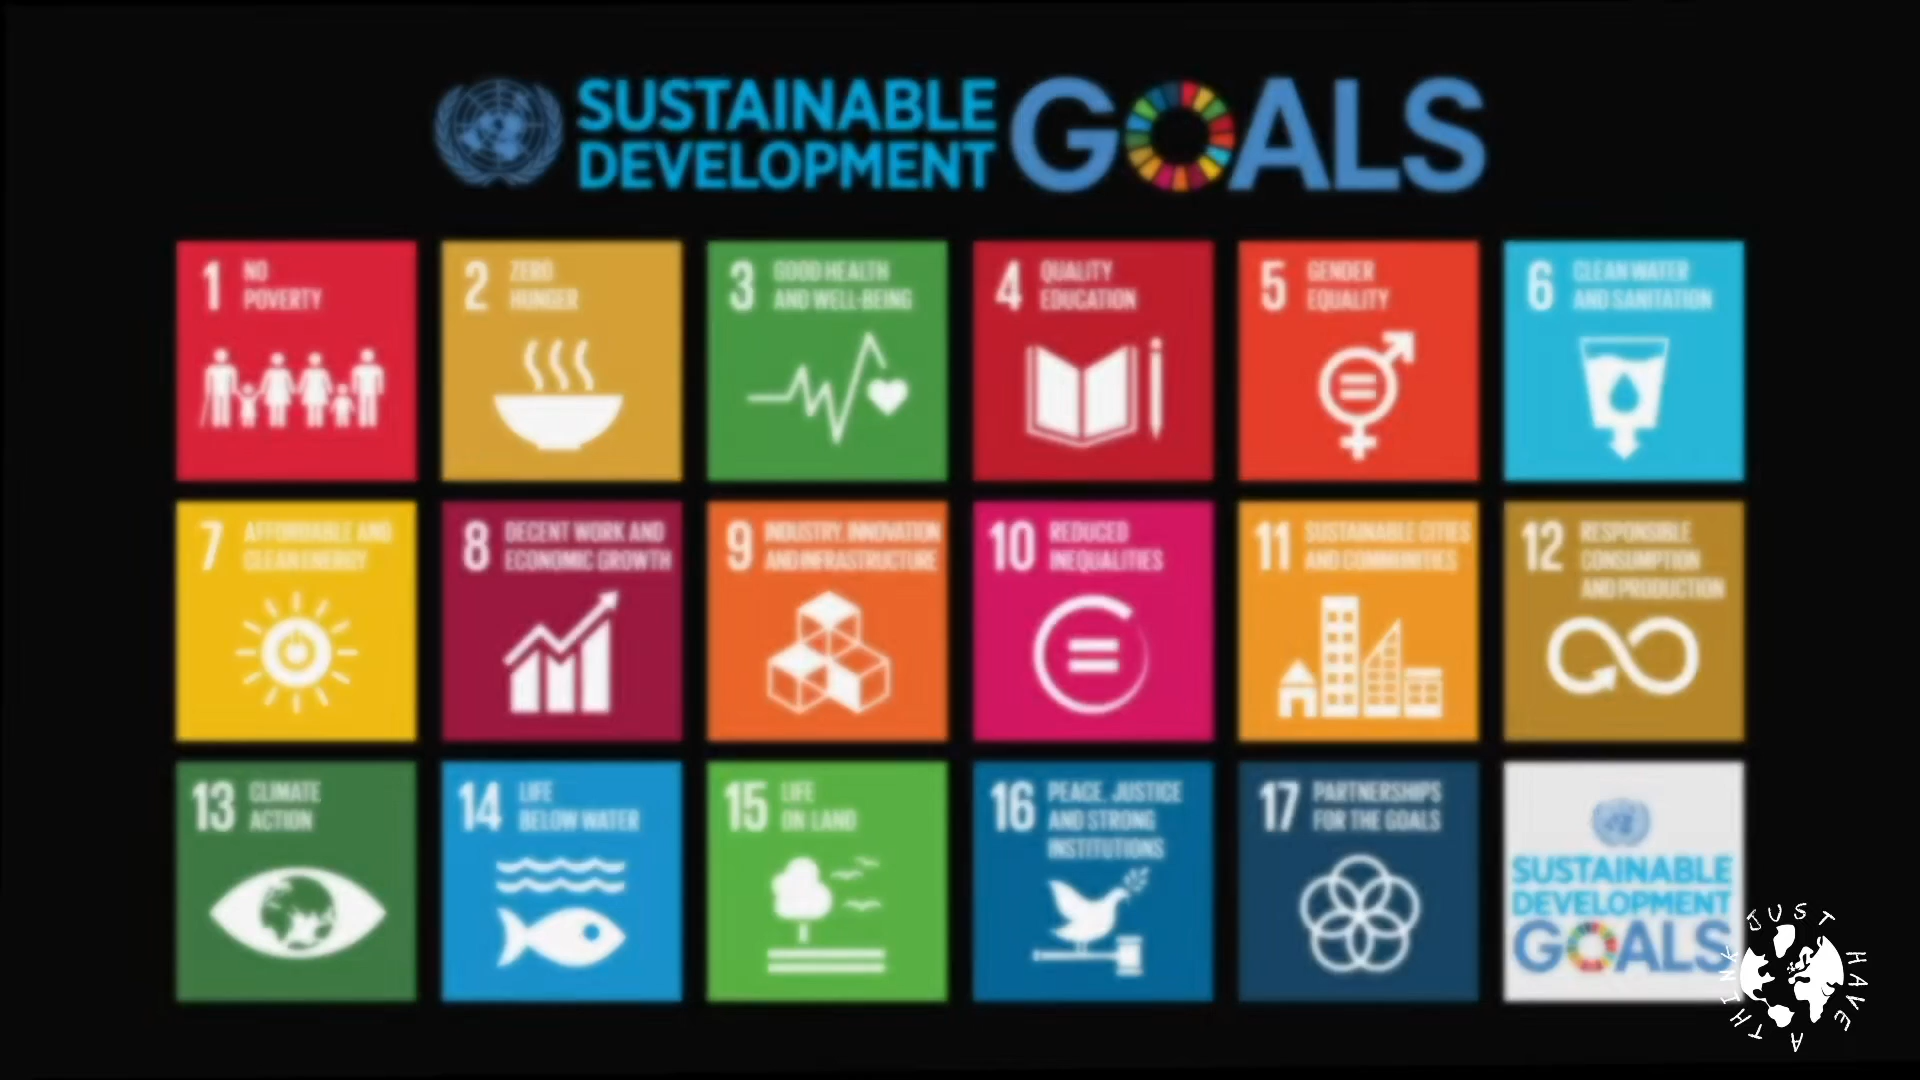 SUSTAINABLE
DEVELOPMENT
GOALS
1 NO
POVERTY
2 ZERO
HUNGER
3 GOOD HEALTH
AND WELL-BEING
4 QUALITY
EDUCATION
5 GENDER
EQUALITY
6 CLEAN WATER
AND SANITATION
7 AFFORDABLE AND
CLEAN ENERGY
8 DECENT WORK AND
ECONOMIC GROWTH
9 INDUSTRY, INNOVATION
AND INFRASTRUCTURE
10 REDUCED
INEQUALITIES
11 SUSTAINABLE CITIES
AND COMMUNITIES
12 RESPONSIBLE
CONSUMPTION
AND PRODUCTION
13 CLIMATE
ACTION
14 LIFE
BELOW WATER
15 LIFE
ON LAND
16 PEACE, JUSTICE
AND STRONG
INSTITUTIONS
17 PARTNERSHIPS
FOR THE GOALS
SUSTAINABLE
DEVELOPMENT
GOALS
JUST HAVE A THINK